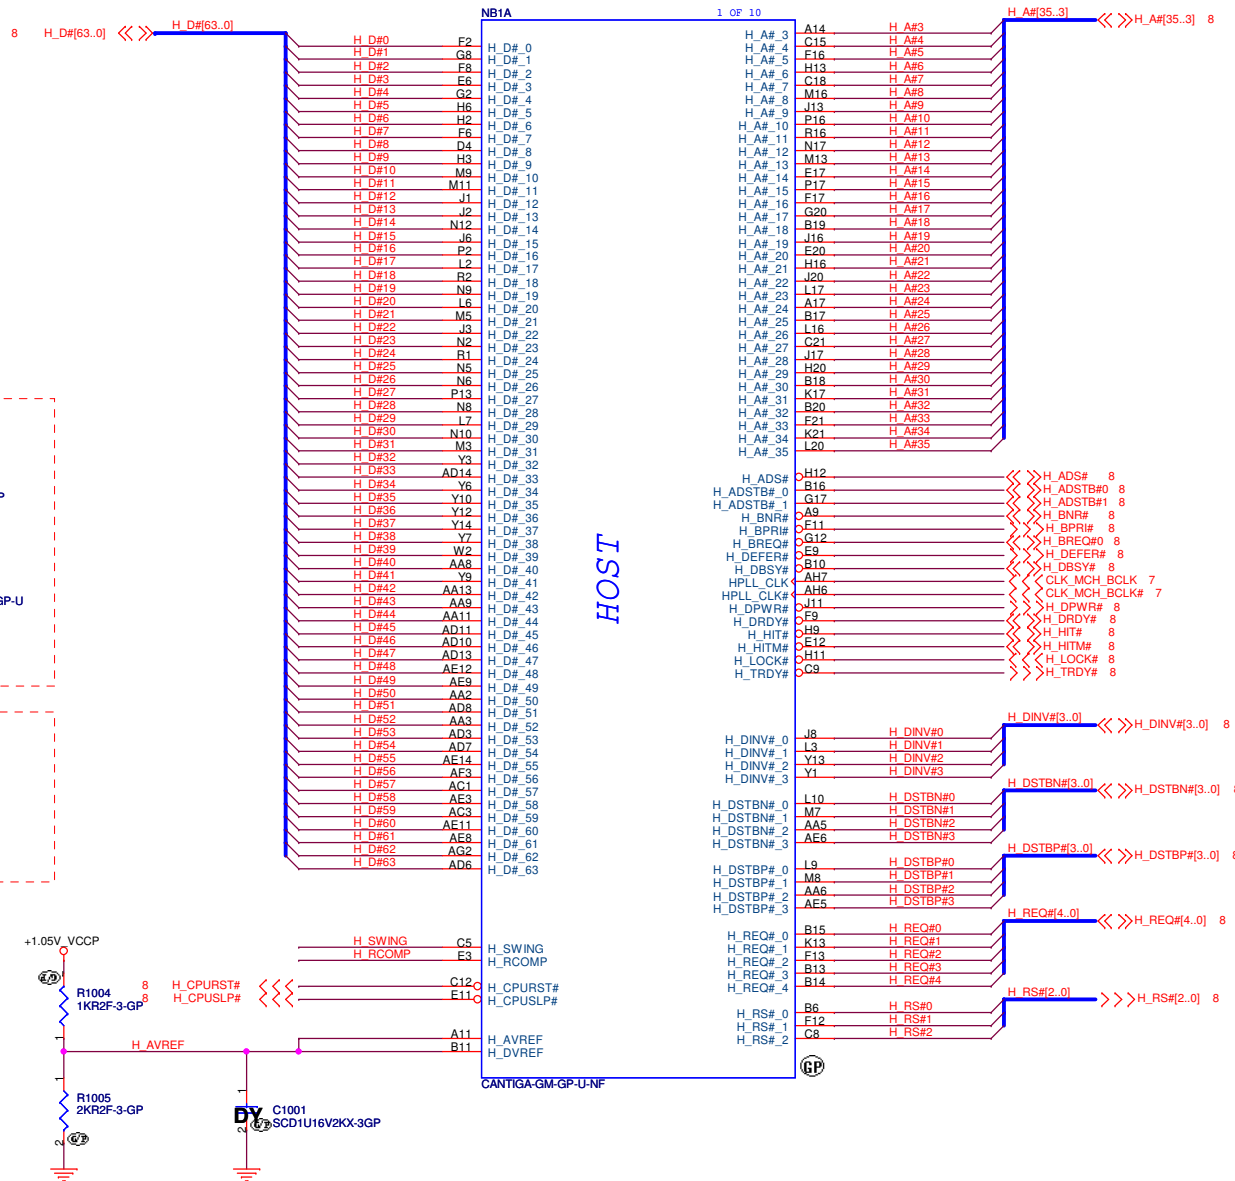 NB1A 1 OF 10
8 H_D#[63..0] H_D#[63..0]
H_A#[35..3] H_A#[35..3] 8
H_D#0 F2 H_D#_0
H_D#1 G8 H_D#_1
H_D#2 F8 H_D#_2
H_D#3 E6 H_D#_3
H_D#4 G2 H_D#_4
H_D#5 H6 H_D#_5
H_D#6 H2 H_D#_6
H_D#7 F6 H_D#_7
H_D#8 D4 H_D#_8
H_D#9 H3 H_D#_9
H_D#10 M9 H_D#_10
H_D#11 M11 H_D#_11
H_D#12 J1 H_D#_12
H_D#13 J2 H_D#_13
H_D#14 N12 H_D#_14
H_D#15 J6 H_D#_15
H_D#16 P2 H_D#_16
H_D#17 L2 H_D#_17
H_D#18 R2 H_D#_18
H_D#19 N9 H_D#_19
H_D#20 L6 H_D#_20
H_D#21 M5 H_D#_21
H_D#22 J3 H_D#_22
H_D#23 N2 H_D#_23
H_D#24 R1 H_D#_24
H_D#25 N5 H_D#_25
H_D#26 N6 H_D#_26
H_D#27 P13 H_D#_27
H_D#28 N8 H_D#_28
H_D#29 L7 H_D#_29
H_D#30 N10 H_D#_30
H_D#31 M3 H_D#_31
H_D#32 Y3 H_D#_32
H_D#33 AD14 H_D#_33
H_D#34 Y6 H_D#_34
H_D#35 Y10 H_D#_35
H_D#36 Y12 H_D#_36
H_D#37 Y14 H_D#_37
H_D#38 Y7 H_D#_38
H_D#39 W2 H_D#_39
H_D#40 AA8 H_D#_40
H_D#41 Y9 H_D#_41
H_D#42 AA13 H_D#_42
H_D#43 AA9 H_D#_43
H_D#44 AA11 H_D#_44
H_D#45 AD11 H_D#_45
H_D#46 AD10 H_D#_46
H_D#47 AD13 H_D#_47
H_D#48 AE12 H_D#_48
H_D#49 AE9 H_D#_49
H_D#50 AA2 H_D#_50
H_D#51 AD8 H_D#_51
H_D#52 AA3 H_D#_52
H_D#53 AD3 H_D#_53
H_D#54 AD7 H_D#_54
H_D#55 AE14 H_D#_55
H_D#56 AF3 H_D#_56
H_D#57 AC1 H_D#_57
H_D#58 AE3 H_D#_58
H_D#59 AC3 H_D#_59
H_D#60 AE11 H_D#_60
H_D#61 AE8 H_D#_61
H_D#62 AG2 H_D#_62
H_D#63 AD6 H_D#_63
H_SWING C5 H_SWING
H_RCOMP E3 H_RCOMP
8 H_CPURST# C12 H_CPURST#
8 H_CPUSLP# E11 H_CPUSLP#
H_AVREF A11 H_AVREF
B11 H_DVREF
HOST
H_A#_3 A14 H_A#3
H_A#_4 C15 H_A#4
H_A#_5 F16 H_A#5
H_A#_6 H13 H_A#6
H_A#_7 C18 H_A#7
H_A#_8 M16 H_A#8
H_A#_9 J13 H_A#9
H_A#_10 P16 H_A#10
H_A#_11 R16 H_A#11
H_A#_12 N17 H_A#12
H_A#_13 M13 H_A#13
H_A#_14 E17 H_A#14
H_A#_15 P17 H_A#15
H_A#_16 F17 H_A#16
H_A#_17 G20 H_A#17
H_A#_18 B19 H_A#18
H_A#_19 J16 H_A#19
H_A#_20 E20 H_A#20
H_A#_21 H16 H_A#21
H_A#_22 J20 H_A#22
H_A#_23 L17 H_A#23
H_A#_24 A17 H_A#24
H_A#_25 B17 H_A#25
H_A#_26 L16 H_A#26
H_A#_27 C21 H_A#27
H_A#_28 J17 H_A#28
H_A#_29 H20 H_A#29
H_A#_30 B18 H_A#30
H_A#_31 K17 H_A#31
H_A#_32 B20 H_A#32
H_A#_33 F21 H_A#33
H_A#_34 K21 H_A#34
H_A#_35 L20 H_A#35
H_ADS# H12 H_ADS# 8
H_ADSTB#_0 B16 H_ADSTB#0 8
H_ADSTB#_1 G17 H_ADSTB#1 8
H_BNR# A9 H_BNR# 8
H_BPRI# F11 H_BPRI# 8
H_BREQ# G12 H_BREQ#0 8
H_DEFER# E9 H_DEFER# 8
H_DBSY# B10 H_DBSY# 8
HPLL_CLK AH7 CLK_MCH_BCLK 7
HPLL_CLK# AH6 CLK_MCH_BCLK# 7
H_DPWR# J11 H_DPWR# 8
H_DRDY# F9 H_DRDY# 8
H_HIT# H9 H_HIT# 8
H_HITM# E12 H_HITM# 8
H_LOCK# H11 H_LOCK# 8
H_TRDY# C9 H_TRDY# 8
H_DINV#[3..0] H_DINV#[3..0] 8
H_DINV#_0 J8 H_DINV#0
H_DINV#_1 L3 H_DINV#1
H_DINV#_2 Y13 H_DINV#2
H_DINV#_3 Y1 H_DINV#3
H_DSTBN#[3..0] H_DSTBN#[3..0] 8
H_DSTBN#_0 L10 H_DSTBN#0
H_DSTBN#_1 M7 H_DSTBN#1
H_DSTBN#_2 AA5 H_DSTBN#2
H_DSTBN#_3 AE6 H_DSTBN#3
H_DSTBP#[3..0] H_DSTBP#[3..0] 8
H_DSTBP#_0 L9 H_DSTBP#0
H_DSTBP#_1 M8 H_DSTBP#1
H_DSTBP#_2 AA6 H_DSTBP#2
H_DSTBP#_3 AE5 H_DSTBP#3
H_REQ#[4..0] H_REQ#[4..0] 8
H_REQ#_0 B15 H_REQ#0
H_REQ#_1 K13 H_REQ#1
H_REQ#_2 F13 H_REQ#2
H_REQ#_3 B13 H_REQ#3
H_REQ#_4 B14 H_REQ#4
H_RS#[2..0] H_RS#[2..0] 8
H_RS#_0 B6 H_RS#0
H_RS#_1 F12 H_RS#1
H_RS#_2 C8 H_RS#2
GP
CANTIGA-GM-GP-U-NF
GP-U
+1.05V_VCCP
R1004
1KR2F-3-GP
1
1
R1005
2KR2F-3-GP
2
1
DY
C1001
SCD1U16V2KX-3GP
2